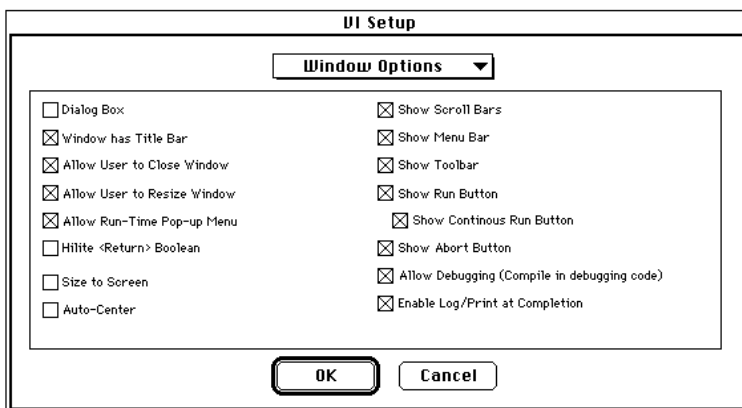 VI Setup
Window Options
Dialog Box
Window has Title Bar
Allow User to Close Window
Allow User to Resize Window
Allow Run-Time Pop-up Menu
Hilite <Return> Boolean
Size to Screen
Auto-Center
Show Scroll Bars
Show Menu Bar
Show Toolbar
Show Run Button
Show Continous Run Button
Show Abort Button
Allow Debugging (Compile in debugging code)
Enable Log/Print at Completion
OK
Cancel